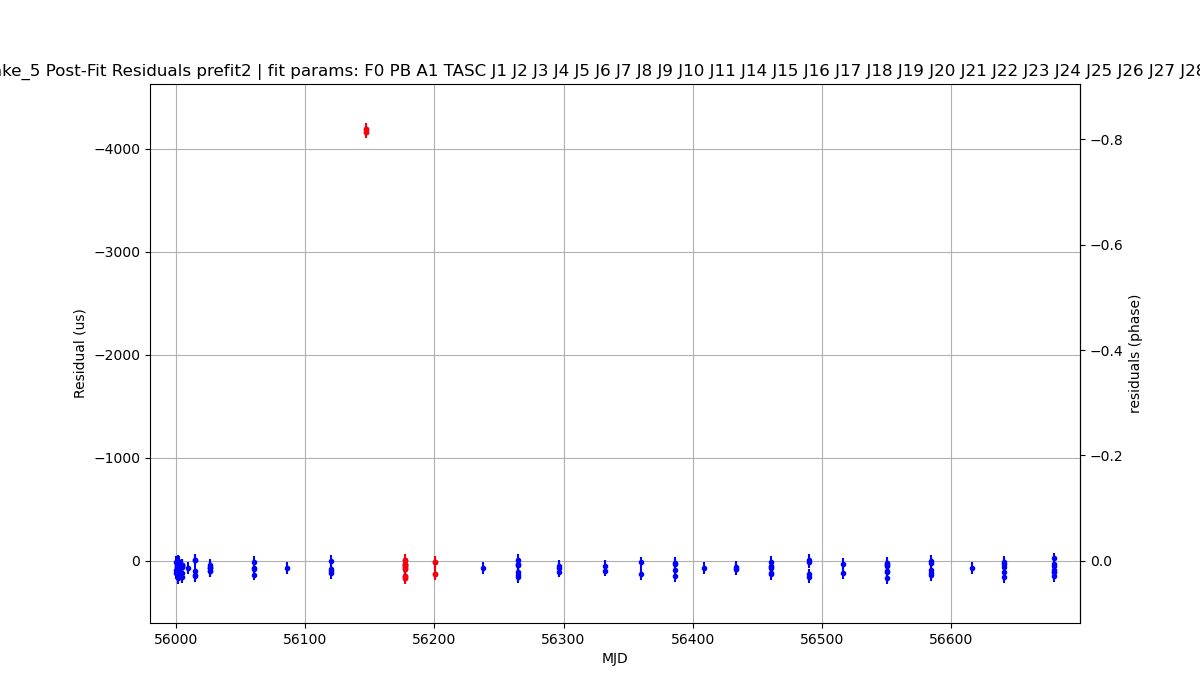 ke_5 Post-Fit Residuals prefit2 | fit params: F0 PB A1 TASC J1 J2 J3 J4 J5 J6 J7 J8 J9 J10 J11 J14 J15 J16 J17 J18 J19 J20 J21 J22 J23 J24 J25 J26 J27 J28
−4000
−3000
−2000
−1000
0
Residual (us)
−0.8
−0.6
−0.4
−0.2
0.0
residuals (phase)
56000 56100 56200 56300 56400 56500 56600
MJD